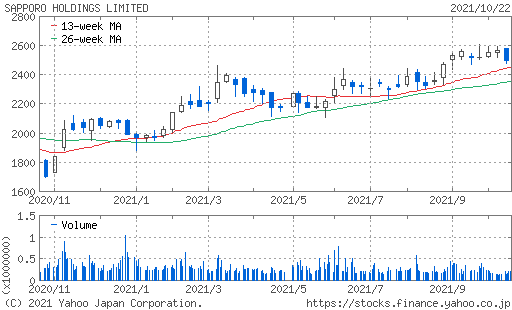 SAPPORO HOLDINGS LIMITED 2021/10/22
2800
13-week MA
26-week MA
2600
2400
2200
2000
1800
1600
2020/11 2021/1 2021/3 2021/5 2021/7 2021/9
1.5
Volume
1
0.5
0
(x1000000)
2020/11 2021/1 2021/3 2021/5 2021/7 2021/9
(C) 2021 Yahoo Japan Corporation. https://stocks.finance.yahoo.co.jp/